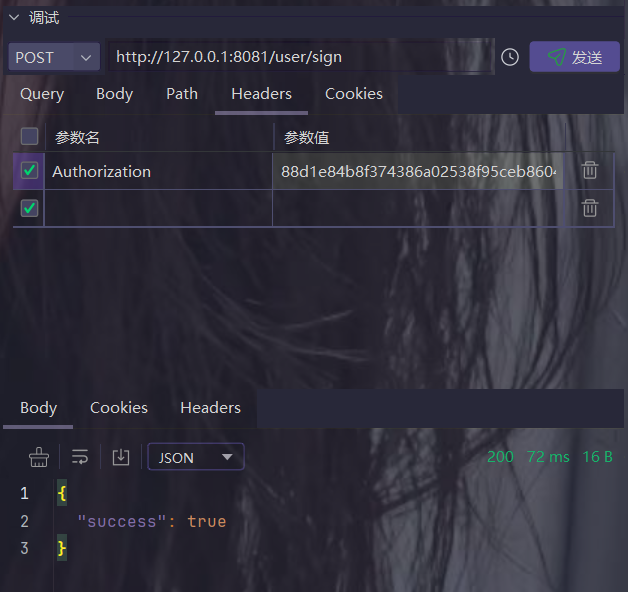 调试
POST http://127.0.0.1:8081/user/sign 发送
Query Body Path Headers Cookies
参数名 参数值
Authorization 88d1e84b8f374386a02538f95ceb8604
Body Cookies Headers
JSON 200 72 ms 16 B
1 {
2 "success": true
3 }